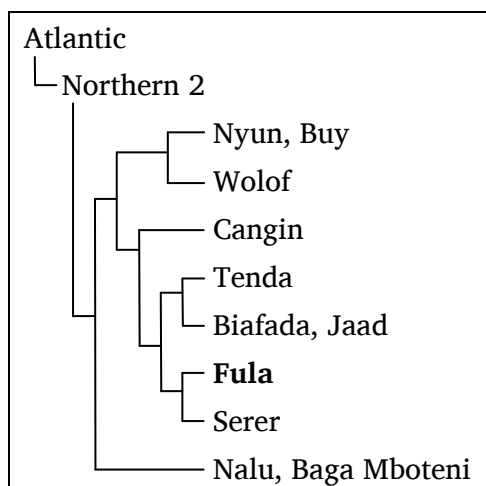 Atlantic
Northern 2
Nyun, Buy
Wolof
Cangin
Tenda
Biafada, Jaad
Fula
Serer
Nalu, Baga Mboteni